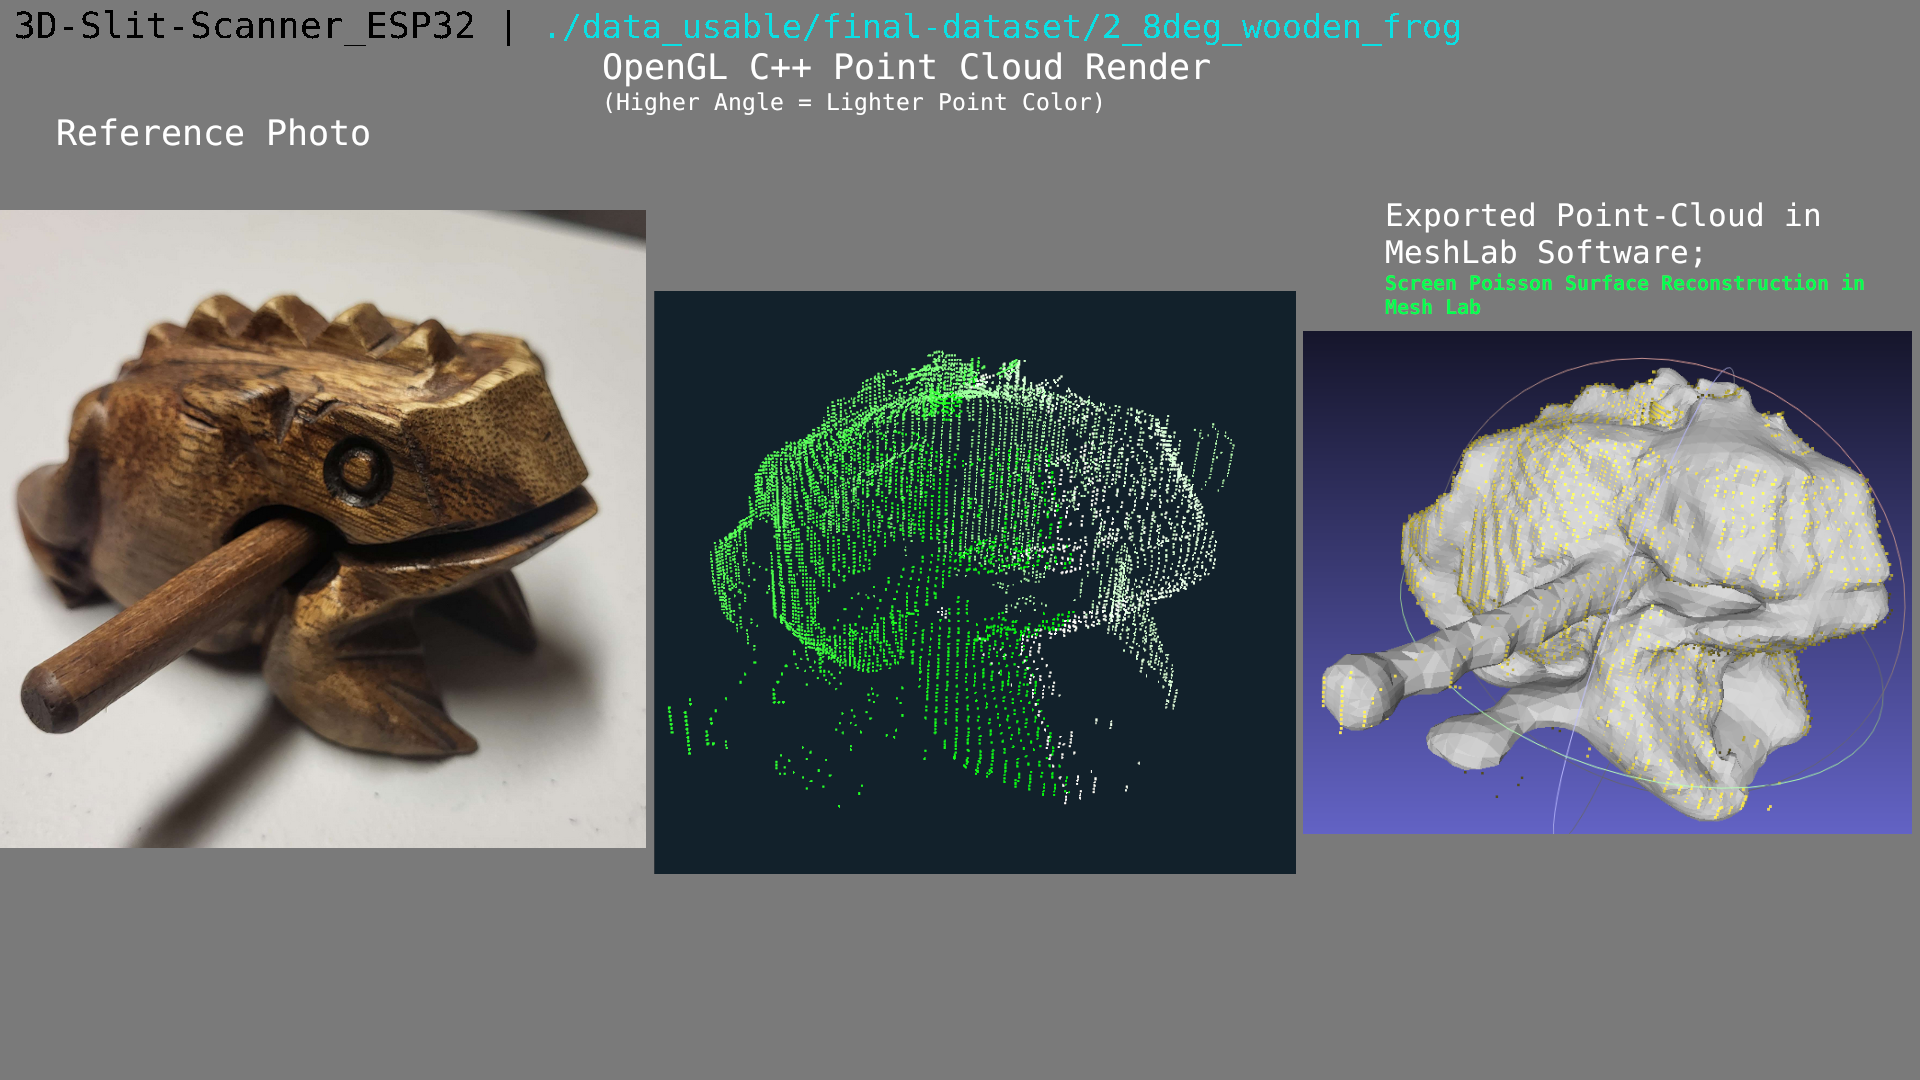 3D-Slit-Scanner_ESP32 | ./data_usable/final-dataset/2_8deg_wooden_frog
OpenGL C++ Point Cloud Render
(Higher Angle = Lighter Point Color)
Reference Photo
Exported Point-Cloud in
MeshLab Software;
Screen Poisson Surface Reconstruction in
Mesh Lab